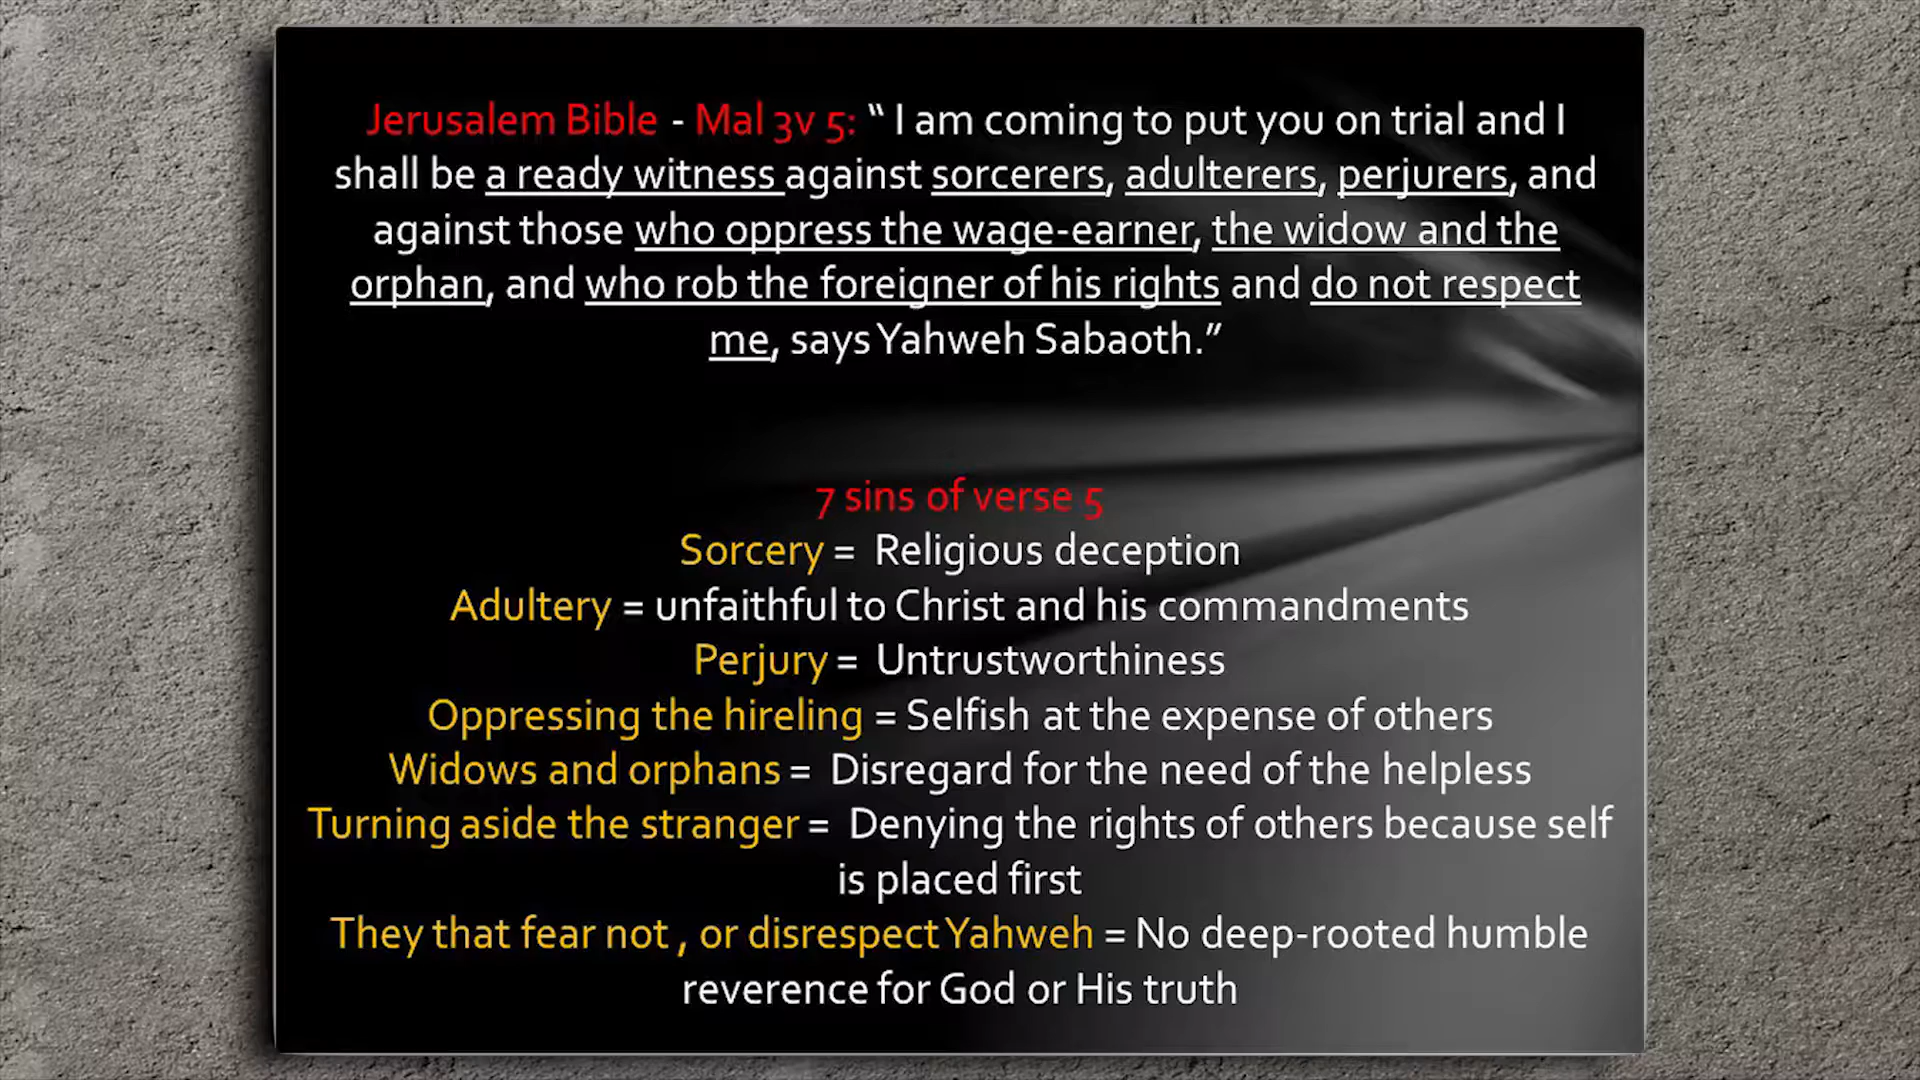 Jerusalem Bible - Mal 3v 5: “ I am coming to put you on trial and I
shall be a ready witness against sorcerers, adulterers, perjurers, and
against those who oppress the wage-earner, the widow and the
orphan, and who rob the foreigner of his rights and do not respect
me, says Yahweh Sabaoth.”
7 sins of verse 5
Sorcery = Religious deception
Adultery = unfaithful to Christ and his commandments
Perjury = Untrustworthiness
Oppressing the hireling = Selfish at the expense of others
Widows and orphans = Disregard for the need of the helpless
Turning aside the stranger = Denying the rights of others because self
is placed first
They that fear not , or disrespect Yahweh = No deep-rooted humble
reverence for God or His truth